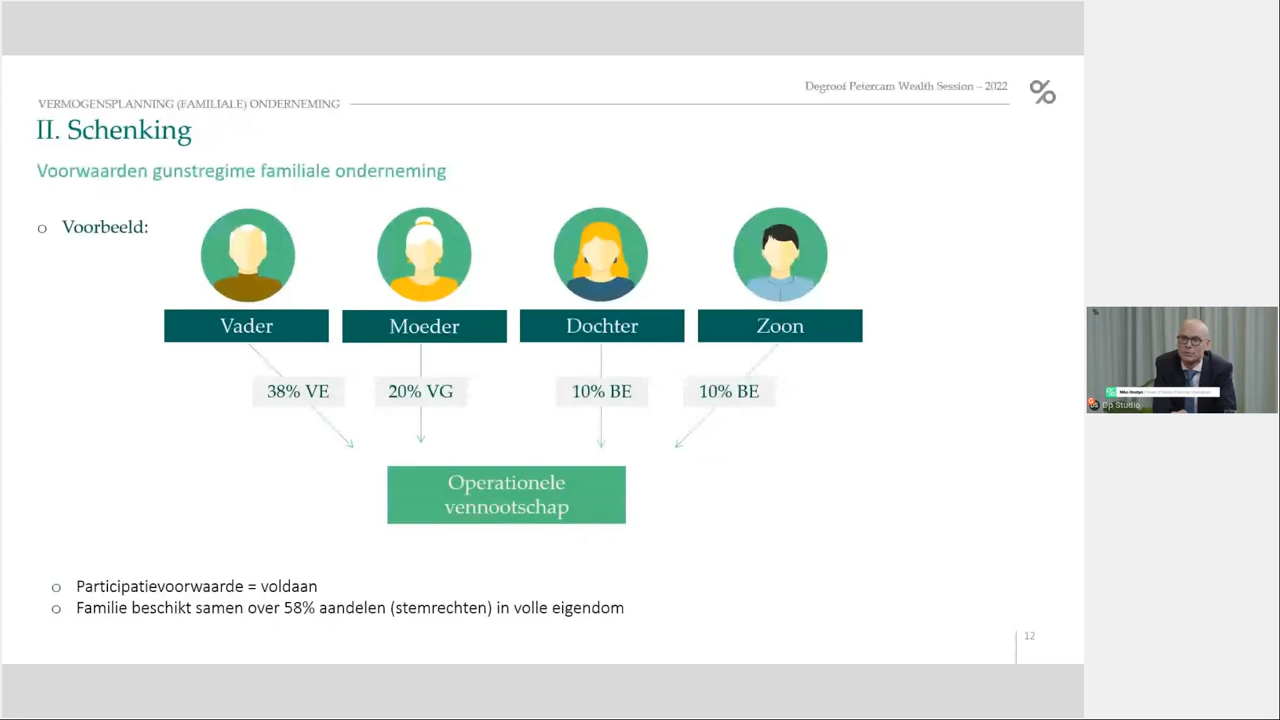 Degroof Petercam Wealth Session – 2022
VERMOGENSPLANNING (FAMILIALE) ONDERNEMING
II. Schenking
Voorwaarden gunstregime familiale onderneming
o Voorbeeld:
Vader
Moeder
Dochter
Zoon
38% VE
20% VG
10% BE
10% BE
Operationele
vennootschap
o Participatievoorwaarde = voldaan
o Familie beschikt samen over 58% aandelen (stemrechten) in volle eigendom
12
Dp Studio